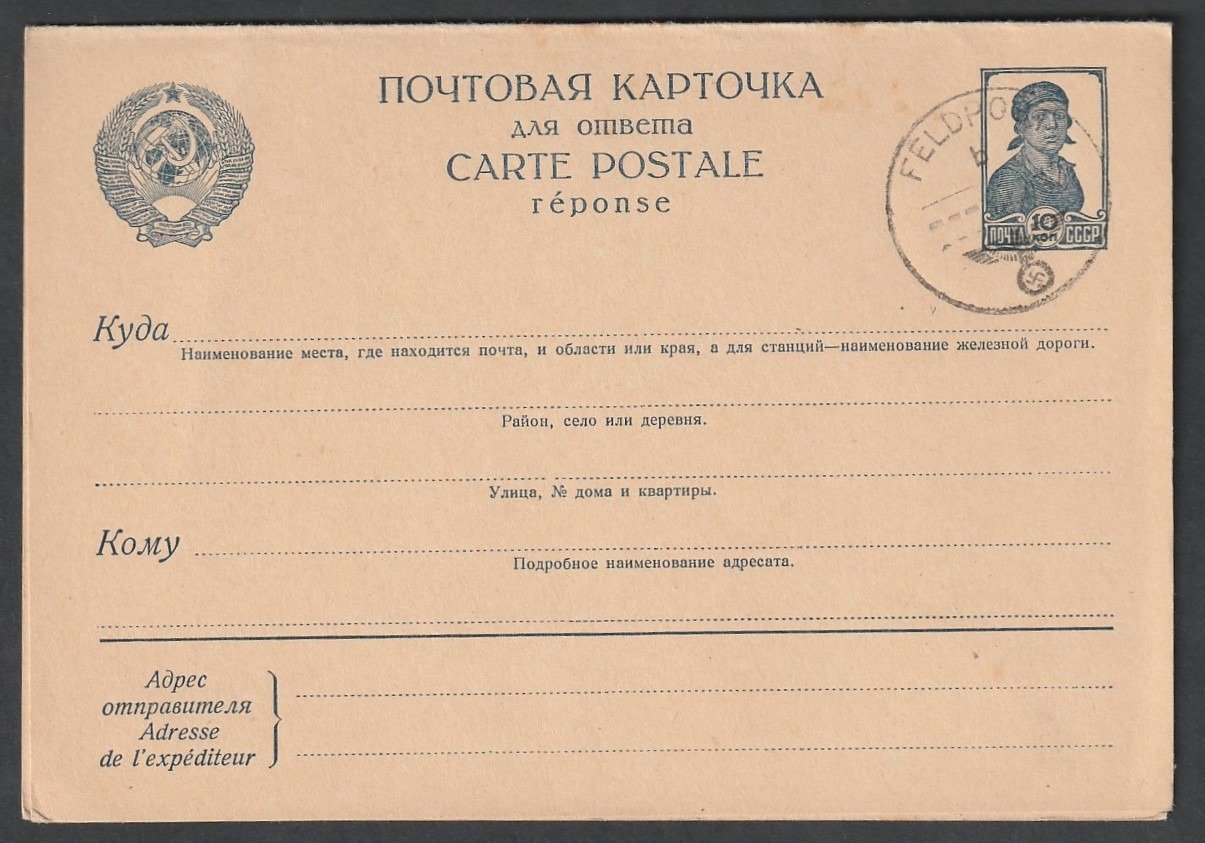 ПОЧТОВАЯ КАРТОЧКА
для ответа
CARTE POSTALE
réponse
FELDPO
b
10
КОП
ПОЧТА СССР
Куда
Наименование места, где находится почта, и области или края, а для станций—наименование железной дороги.
Район, село или деревня.
Улица, № дома и квартиры.
Кому
Подробное наименование адресата.
Адрес
отправителя
Adresse
de l'expéditeur